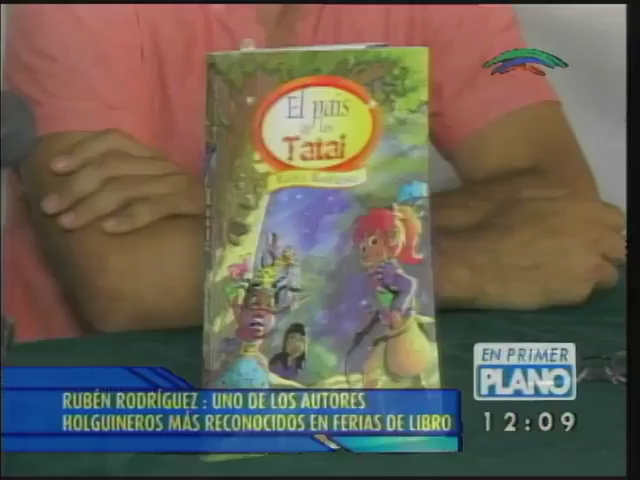 El país
de los
Tatai
EN PRIMER
PLANO
RUBÉN RODRÍGUEZ : UNO DE LOS AUTORES
HOLGUINEROS MÁS RECONOCIDOS EN FERIAS DE LIBRO
12:09